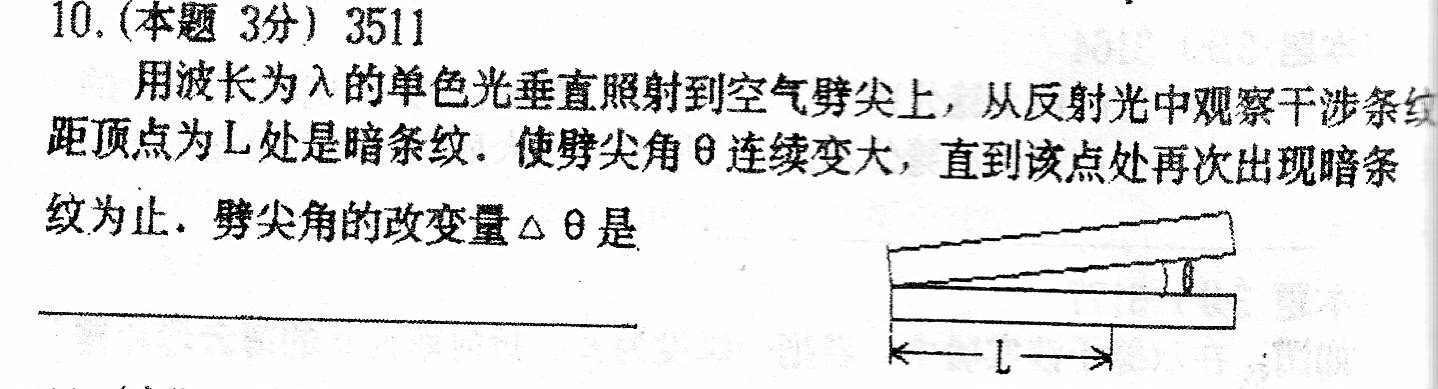 10.(本题 3分) 3511
用波长为λ的单色光垂直照射到空气劈尖上，从反射光中观察干涉条纹
距顶点为L处是暗条纹．使劈尖角θ连续变大，直到该点处再次出现暗条
纹为止．劈尖角的改变量△θ是
θ
L